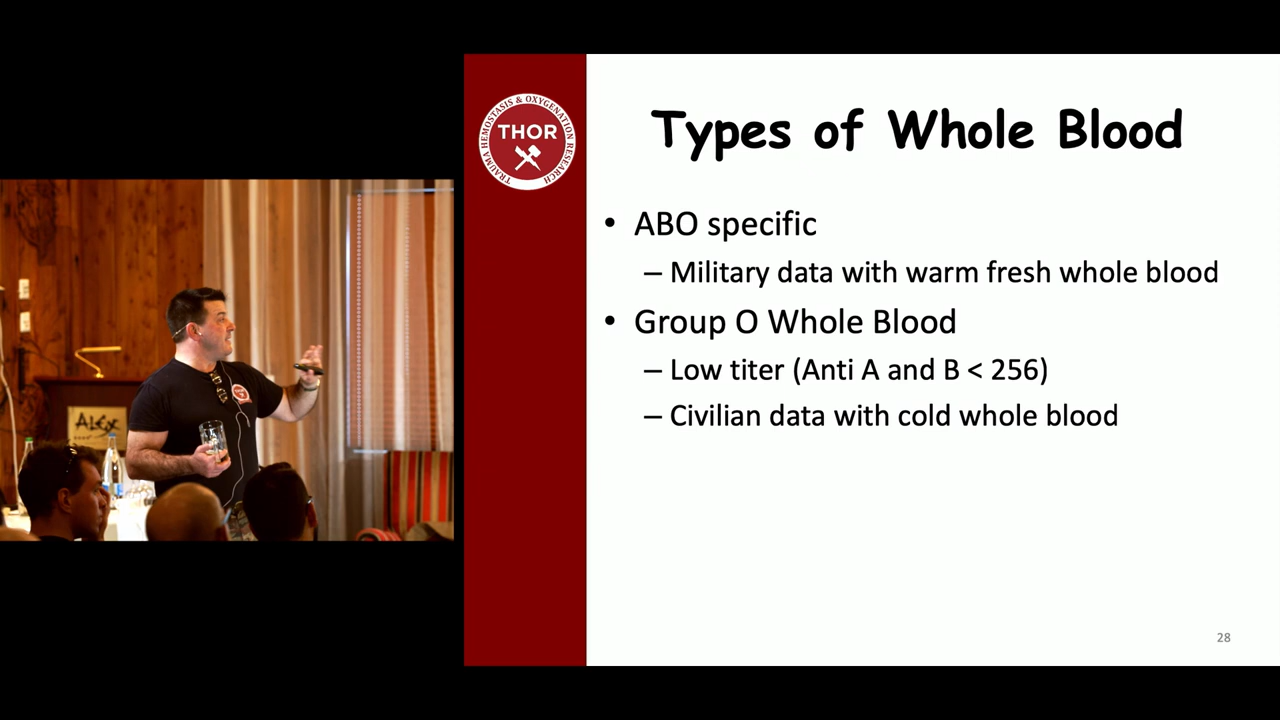 TRAUMA HEMOSTASIS & OXYGENATION RESEARCH
THOR
Types of Whole Blood
• ABO specific
– Military data with warm fresh whole blood
• Group O Whole Blood
– Low titer (Anti A and B < 256)
– Civilian data with cold whole blood
28
ALEX